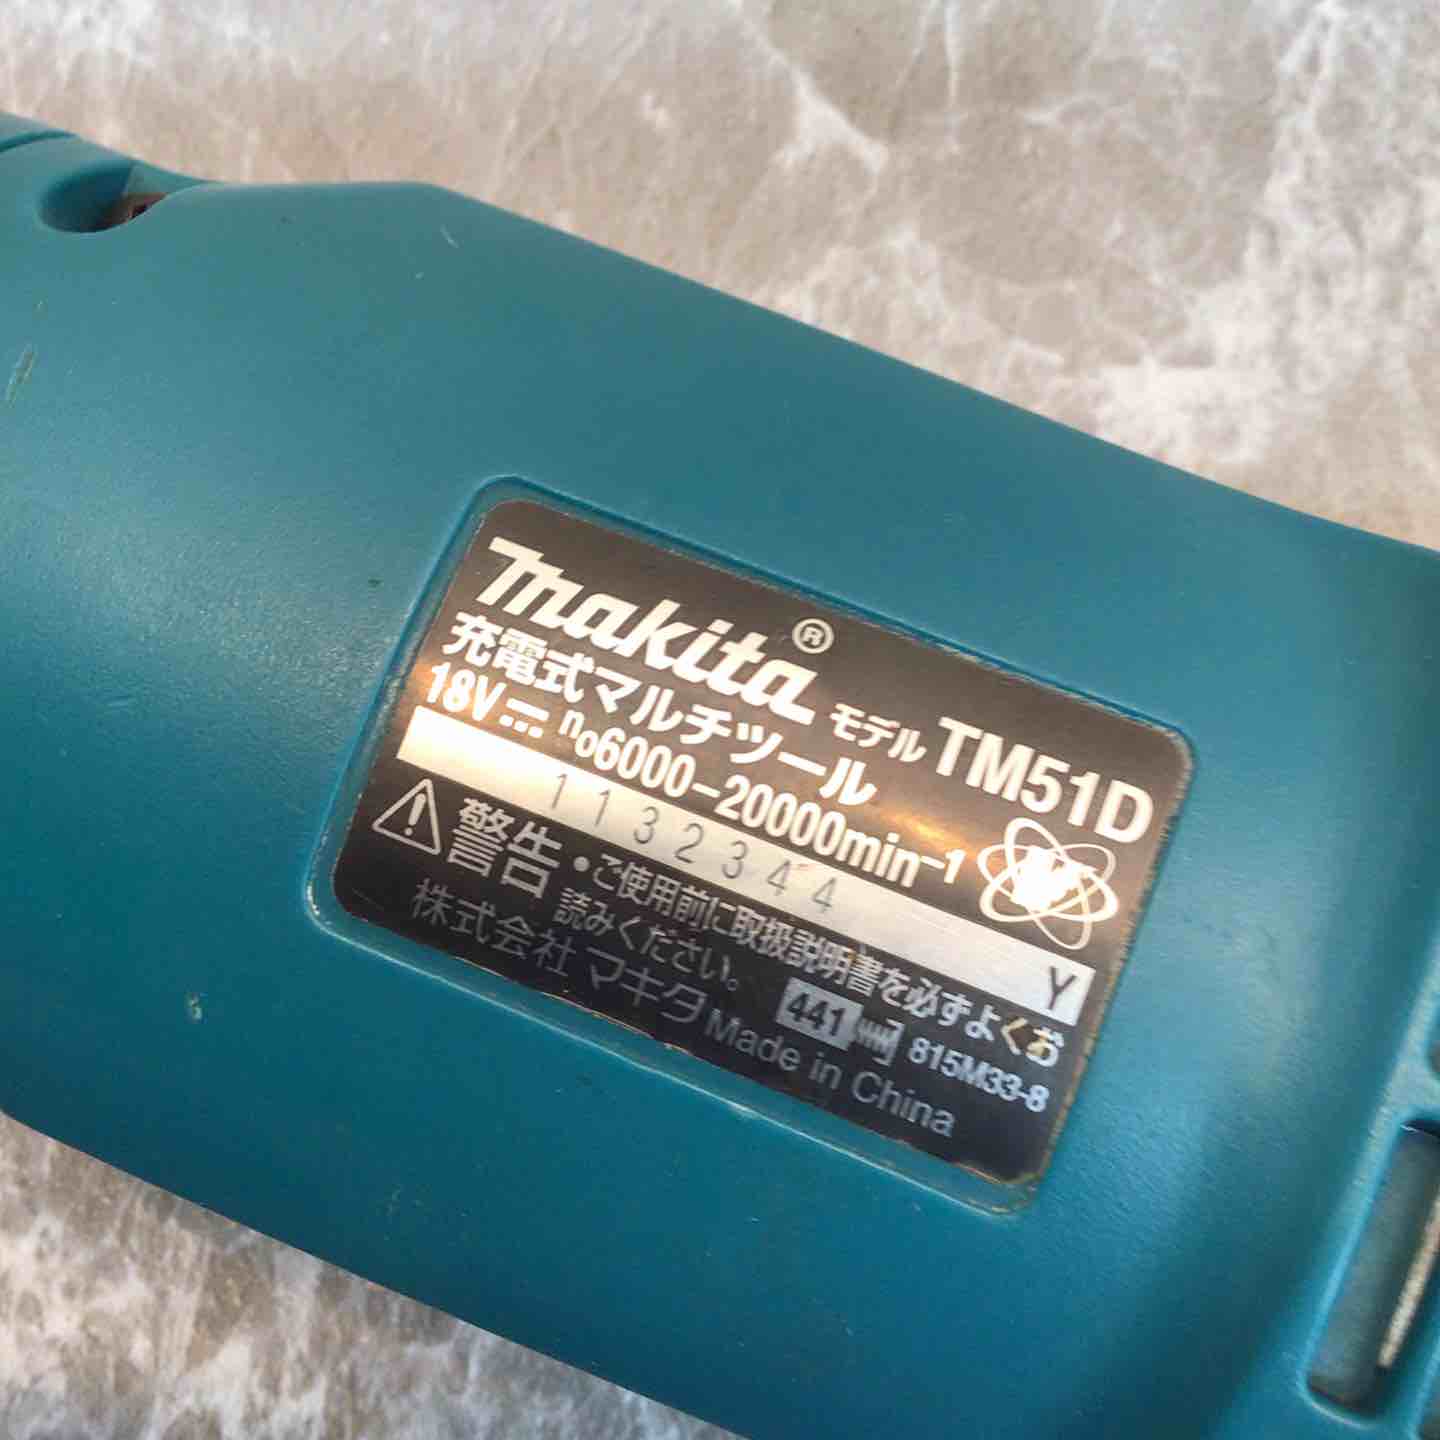 makita®
モデル TM51D
充電式マルチツール
18V⎓ n₀6000-20000min⁻¹
1132344 Y
警告 •ご使用前に取扱説明書を必ずよくお
読みください。
株式会社 マキタ Made in China
441 815M33-8